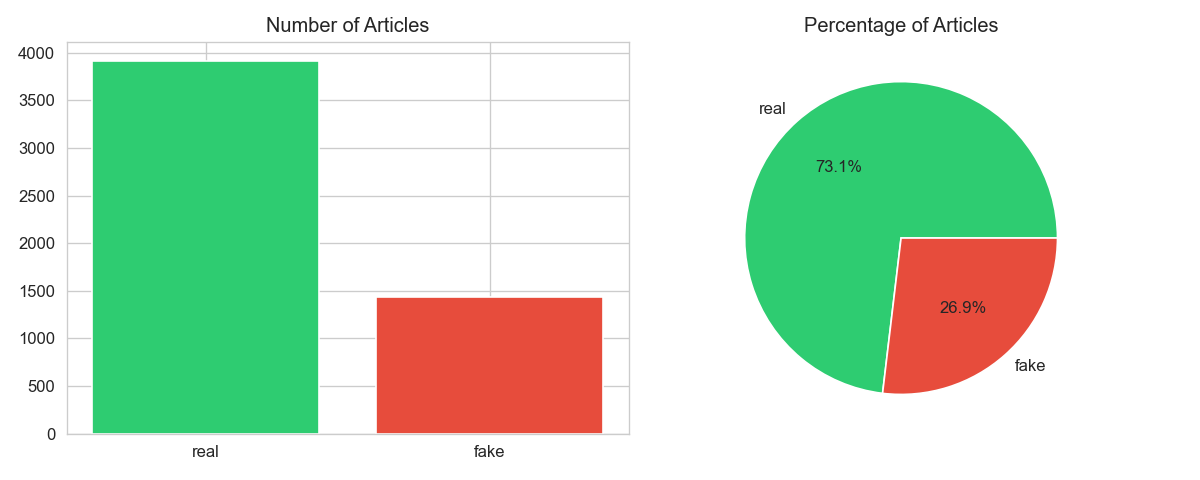 Number of Articles
4000
3500
3000
2500
2000
1500
1000
500
0
real
fake
Percentage of Articles
real
73.1%
26.9%
fake